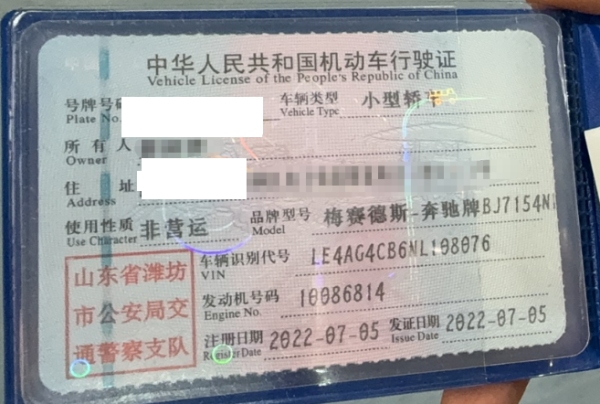 中华人民共和国机动车行驶证
Vehicle License of the People's Republic of China
号牌号码 车辆类型 小型轿车
Plate No. Vehicle Type
所有人
Owner
住址
Address
使用性质 非营运 品牌型号 梅赛德斯-奔驰牌BJ7154N
Use Character Model
车辆识别代号 LE4AG4CB6NL108076
VIN
发动机号码 10086814
Engine No.
注册日期 2022-07-05 发证日期 2022-07-05
Register Date Issue Date
山东省潍坊
市公安局交
通警察支队